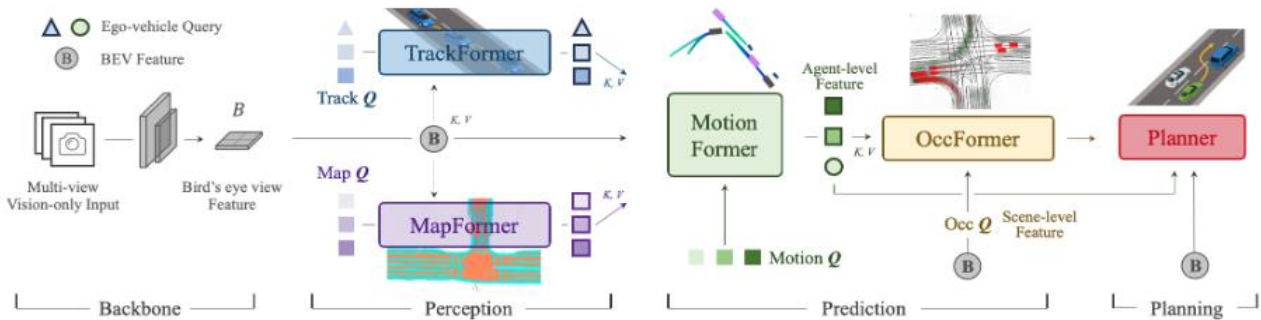 Ego-vehicle Query
B
BEV Feature
B
Multi-view
Vision-only Input
Bird's eye view
Feature
Backbone
TrackFormer
Track Q
K, V
K, V
B
Map Q
K, V
MapFormer
Perception
Motion
Former
Motion Q
Agent-level
Feature
K, V
OccFormer
Occ Q
Scene-level
Feature
B
Prediction
Planner
B
Planning